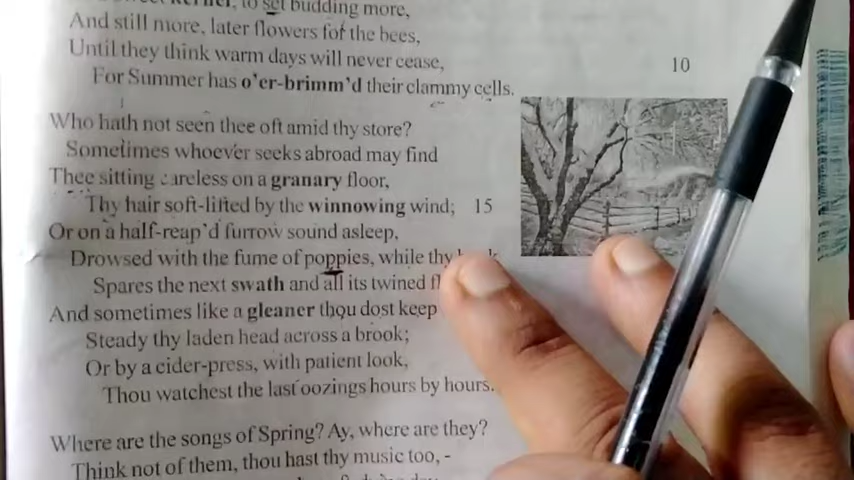 kernel, to set budding more,
And still more, later flowers for the bees,
Until they think warm days will never cease,
10
For Summer has o'er-brimm'd their clammy cells.
Who hath not seen thee oft amid thy store?
Sometimes whoever seeks abroad may find
Thee sitting careless on a granary floor,
Thy hair soft-lifted by the winnowing wind; 15
Or on a half-reap'd furrow sound asleep,
Drowsed with the fume of poppies, while thy
Spares the next swath and all its twined
And sometimes like a gleaner thou dost keep
Steady thy laden head across a brook;
Or by a cider-press, with patient look,
Thou watchest the last oozings hours by hours.
Where are the songs of Spring? Ay, where are they?
Think not of them, thou hast thy music too, -